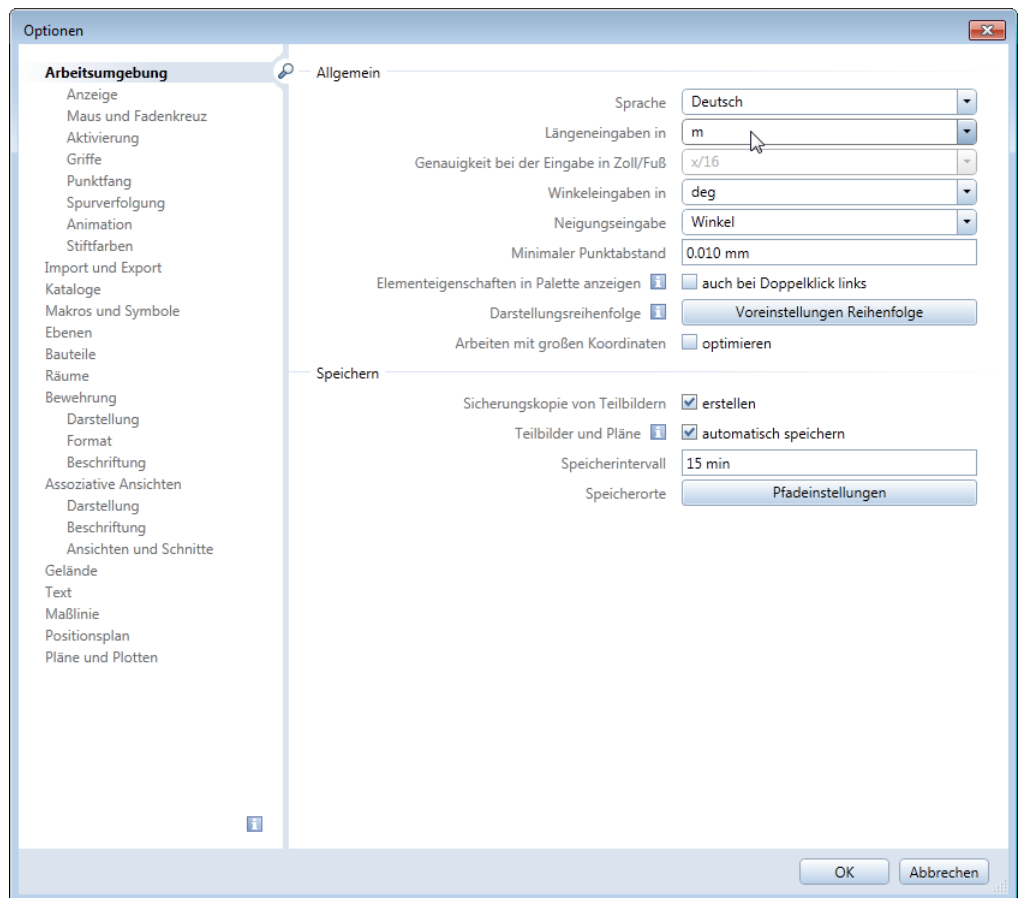 Optionen
Arbeitsumgebung
Anzeige
Maus und Fadenkreuz
Aktivierung
Griffe
Punktfang
Spurverfolgung
Animation
Stiftfarben
Import und Export
Kataloge
Makros und Symbole
Ebenen
Bauteile
Räume
Bewehrung
Darstellung
Format
Beschriftung
Assoziative Ansichten
Darstellung
Beschriftung
Ansichten und Schnitte
Gelände
Text
Maßlinie
Positionsplan
Pläne und Plotten
Allgemein
Sprache Deutsch
Längeneingaben in m
Genauigkeit bei der Eingabe in Zoll/Fuß x/16
Winkeleingaben in deg
Neigungseingabe Winkel
Minimaler Punktabstand 0.010 mm
Elementeigenschaften in Palette anzeigen i auch bei Doppelklick links
Darstellungsreihenfolge i Voreinstellungen Reihenfolge
Arbeiten mit großen Koordinaten optimieren
Speichern
Sicherungskopie von Teilbildern erstellen
Teilbilder und Pläne i automatisch speichern
Speicherintervall 15 min
Speicherorte Pfadeinstellungen
i
OK Abbrechen